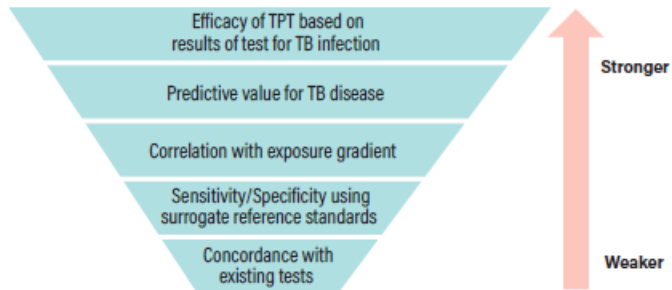 Efficacy of TPT based on
results of test for TB infection
Stronger
Predictive value for TB disease
Correlation with exposure gradient
Sensitivity/Specificity using
surrogate reference standards
Concordance with
existing tests
Weaker